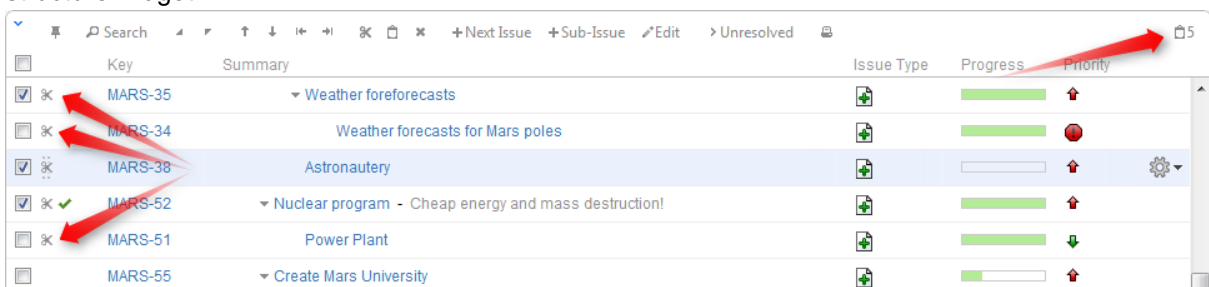 Search +Next Issue +Sub-Issue Edit >Unresolved 5
Key Summary Issue Type Progress Priority
MARS-35 Weather foreforecasts
MARS-34 Weather forecasts for Mars poles
MARS-38 Astronautery
MARS-52 Nuclear program - Cheap energy and mass destruction!
MARS-51 Power Plant
MARS-55 Create Mars University